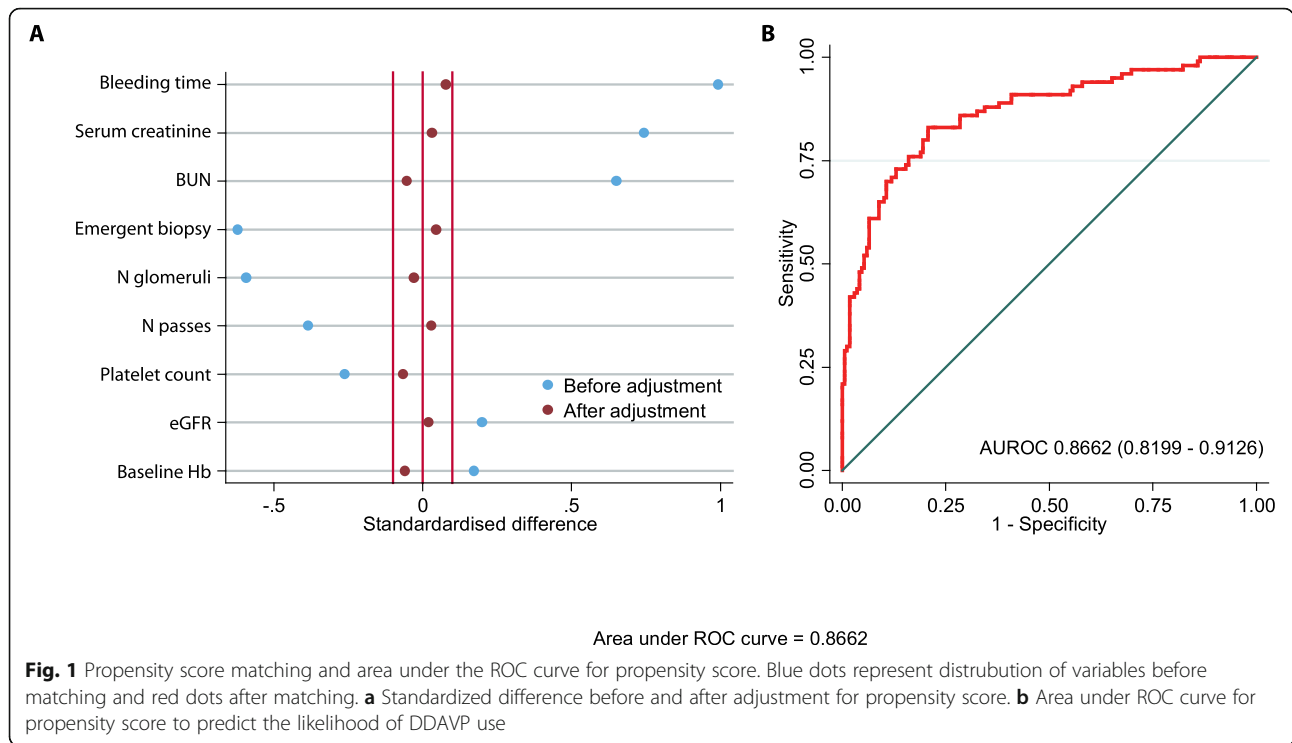 A
Bleeding time
Serum creatinine
BUN
Emergent biopsy
N glomeruli
N passes
Platelet count
eGFR
Baseline Hb
Before adjustment
After adjustment
-.5 0 .5 1
Standardardised difference
B
1.00
0.75
0.50
0.25
0.00
Sensitivity
AUROC 0.8662 (0.8199 - 0.9126)
0.00 0.25 0.50 0.75 1.00
1 - Specificity
Area under ROC curve = 0.8662
Fig. 1 Propensity score matching and area under the ROC curve for propensity score. Blue dots represent distrubution of variables before
matching and red dots after matching. a Standardized difference before and after adjustment for propensity score. b Area under ROC curve for
propensity score to predict the likelihood of DDAVP use